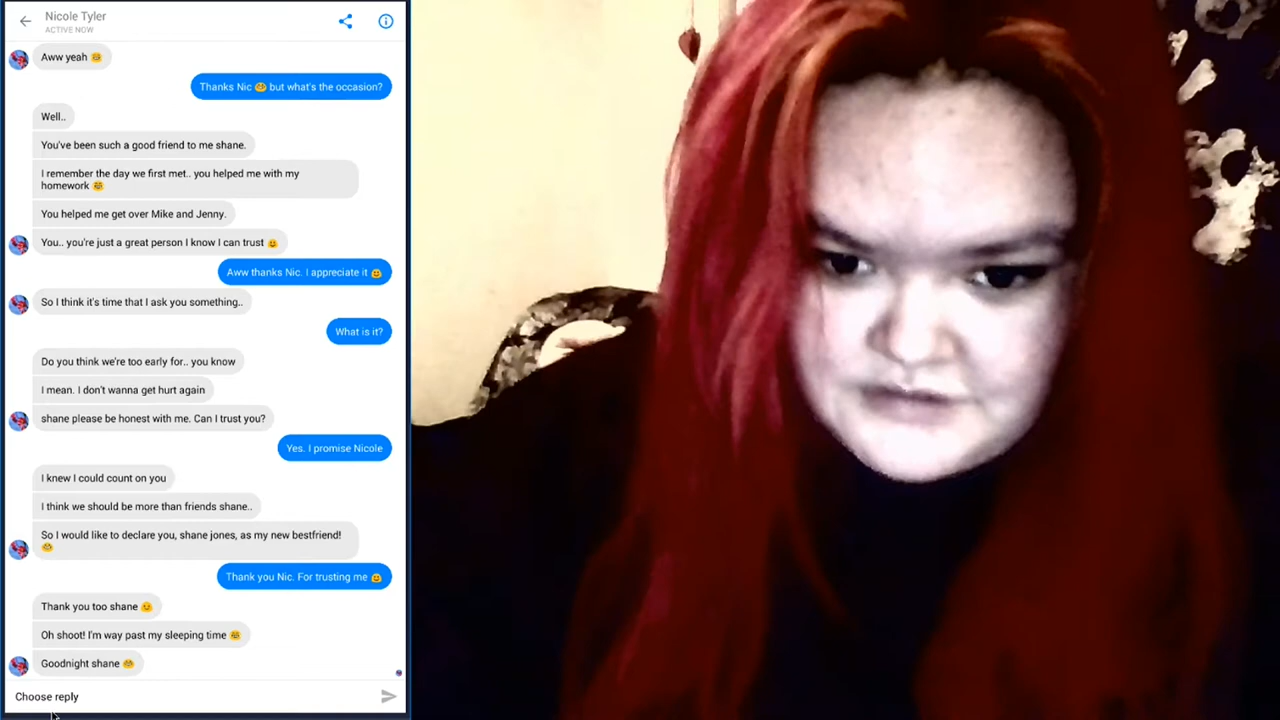 Nicole Tyler
ACTIVE NOW
Aww yeah
Thanks Nic but what's the occasion?
Well..
You've been such a good friend to me shane.
I remember the day we first met.. you helped me with my
homework
You helped me get over Mike and Jenny.
You.. you're just a great person I know I can trust
Aww thanks Nic. I appreciate it
So I think it's time that I ask you something..
What is it?
Do you think we're too early for.. you know
I mean. I don't wanna get hurt again
shane please be honest with me. Can I trust you?
Yes. I promise Nicole
I knew I could count on you
I think we should be more than friends shane..
So I would like to declare you, shane jones, as my new bestfriend!
Thank you Nic. For trusting me
Thank you too shane
Oh shoot! I'm way past my sleeping time
Goodnight shane
Choose reply